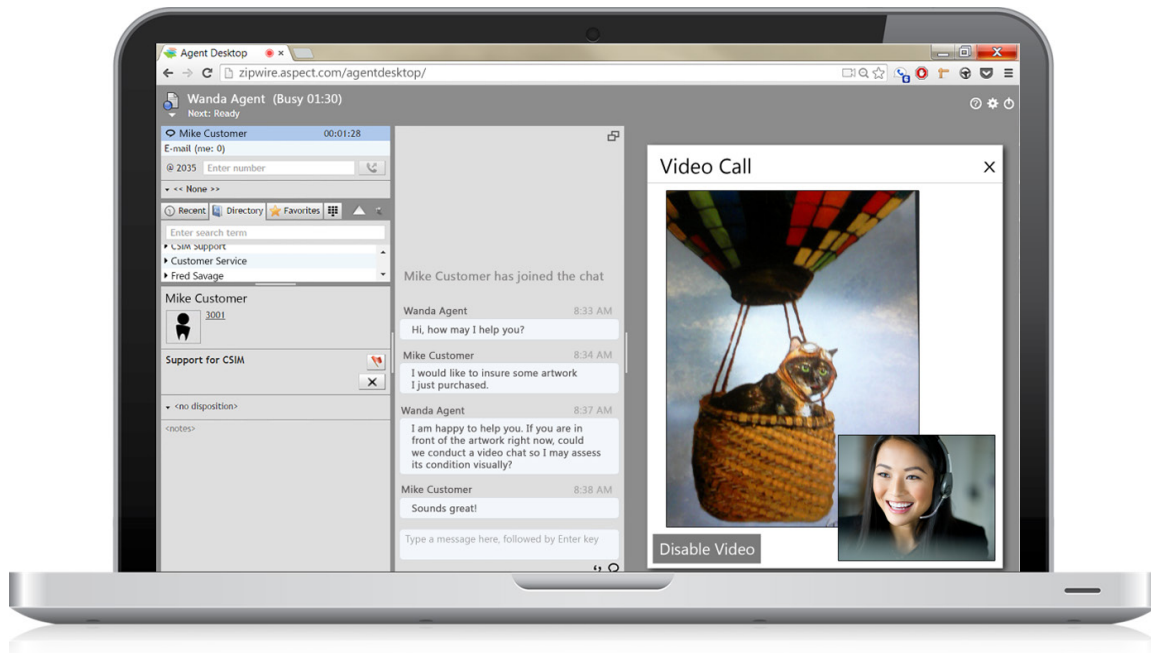 Agent Desktop
zipwire.aspect.com/agentdesktop/
Wanda Agent (Busy 01:30)
Next: Ready
Mike Customer 00:01:28
E-mail (me: 0)
@ 2035 Enter number
<< None >>
Recent Directory Favorites
Enter search term
CSIM Support
Customer Service
Fred Savage
Mike Customer
3001
Support for CSIM
<no disposition>
<notes>
Mike Customer has joined the chat
Wanda Agent 8:33 AM
Hi, how may I help you?
Mike Customer 8:34 AM
I would like to insure some artwork
I just purchased.
Wanda Agent 8:37 AM
I am happy to help you. If you are in
front of the artwork right now, could
we conduct a video chat so I may assess
its condition visually?
Mike Customer 8:38 AM
Sounds great!
Type a message here, followed by Enter key
Video Call
Disable Video